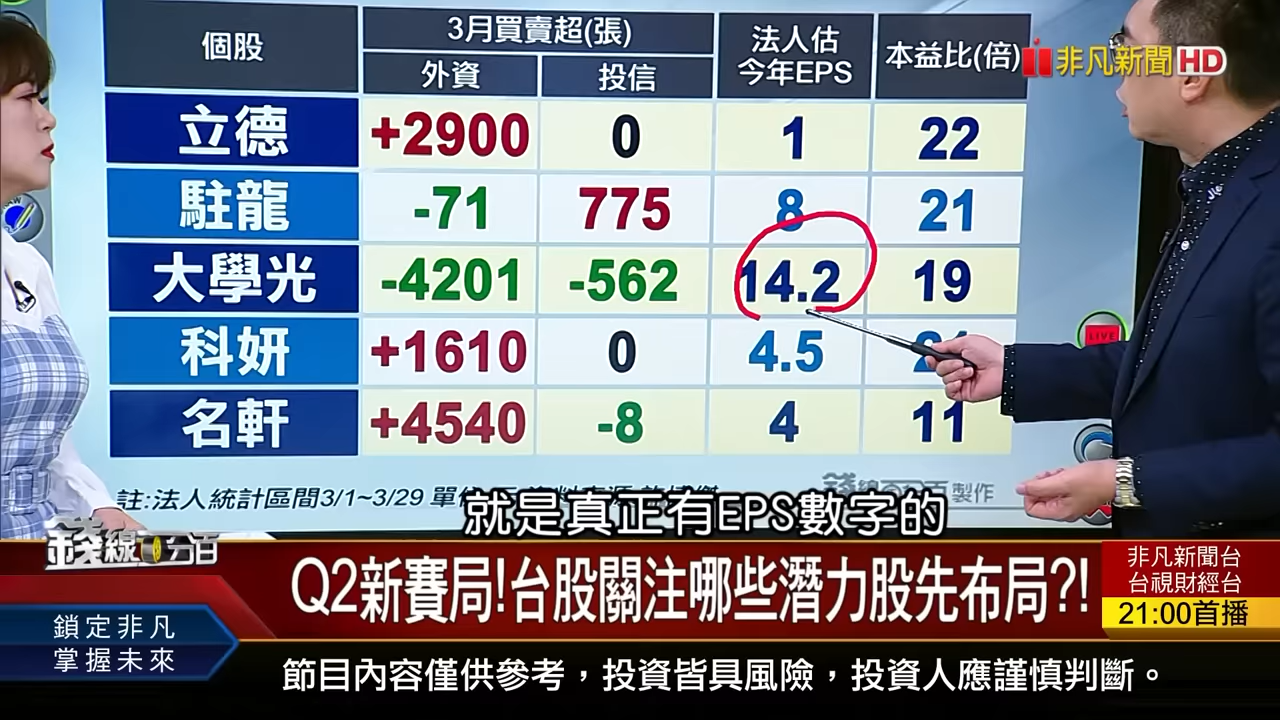 個股
3月買賣超(張)
外資
投信
法人估
今年EPS
本益比(倍)
非凡新聞HD
立德 +2900 0 1 22
駐龍 -71 775 8 21
大學光 -4201 -562 14.2 19
科妍 +1610 0 4.5
名軒 +4540 -8 4 11
LIVE
註:法人統計區間3/1~3/29
錢線百分百製作
就是真正有EPS數字的
錢線百分百
Q2新賽局!台股關注哪些潛力股先布局?!
非凡新聞台
台視財經台
21:00首播
鎖定非凡
掌握未來
節目內容僅供參考，投資皆具風險，投資人應謹慎判斷。